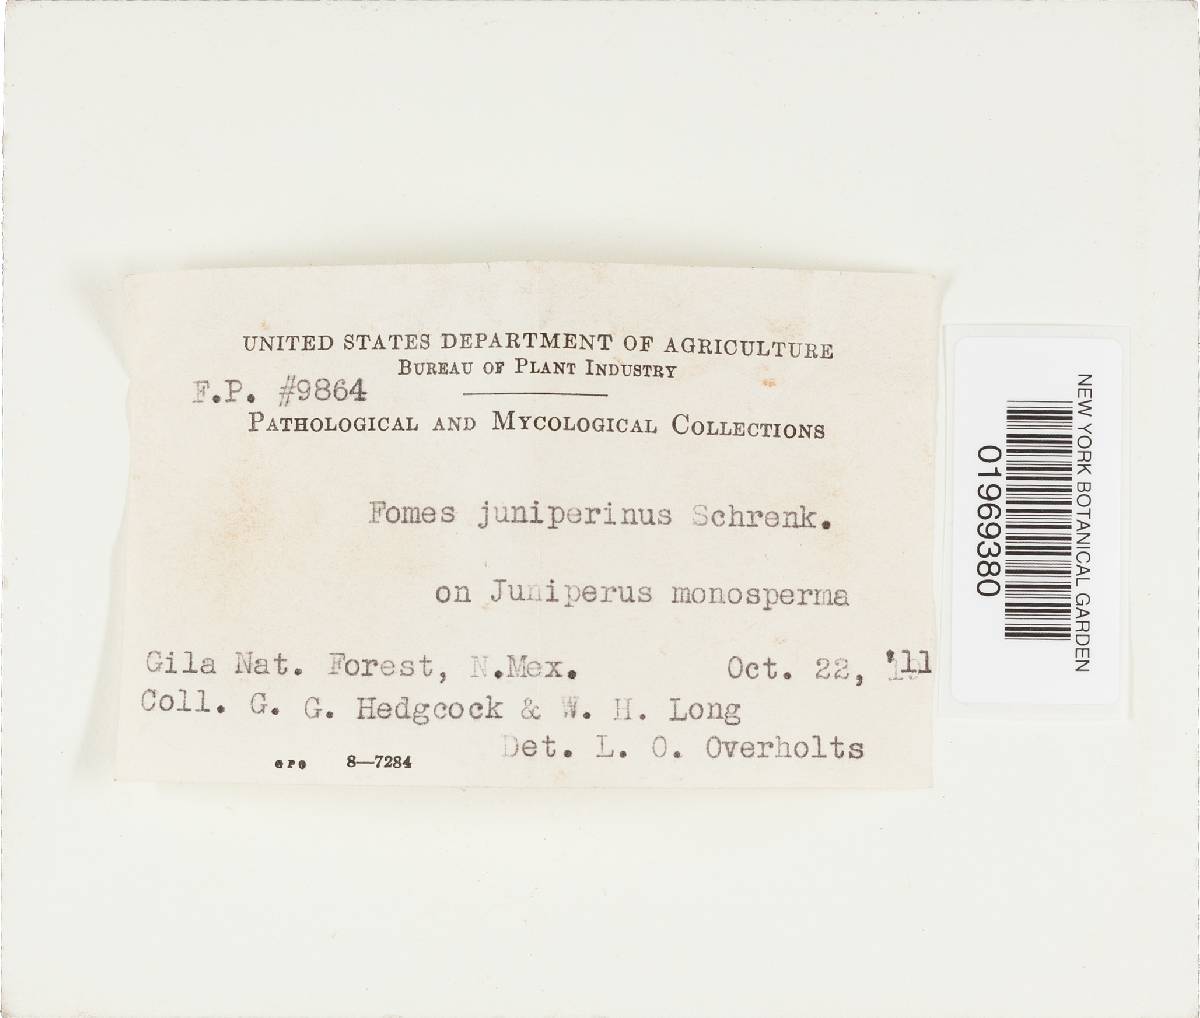 UNITED STATES DEPARTMENT OF AGRICULTURE
BUREAU OF PLANT INDUSTRY
F.P. #9864
PATHOLOGICAL AND MYCOLOGICAL COLLECTIONS
Fomes juniperinus Schrenk.
on Juniperus monosperma
Gila Nat. Forest, N.Mex. Oct. 22, '11
Coll. G. G. Hedgcock & W. H. Long
Det. L. O. Overholts
GPO 8—7284
NEW YORK BOTANICAL GARDEN
01969380